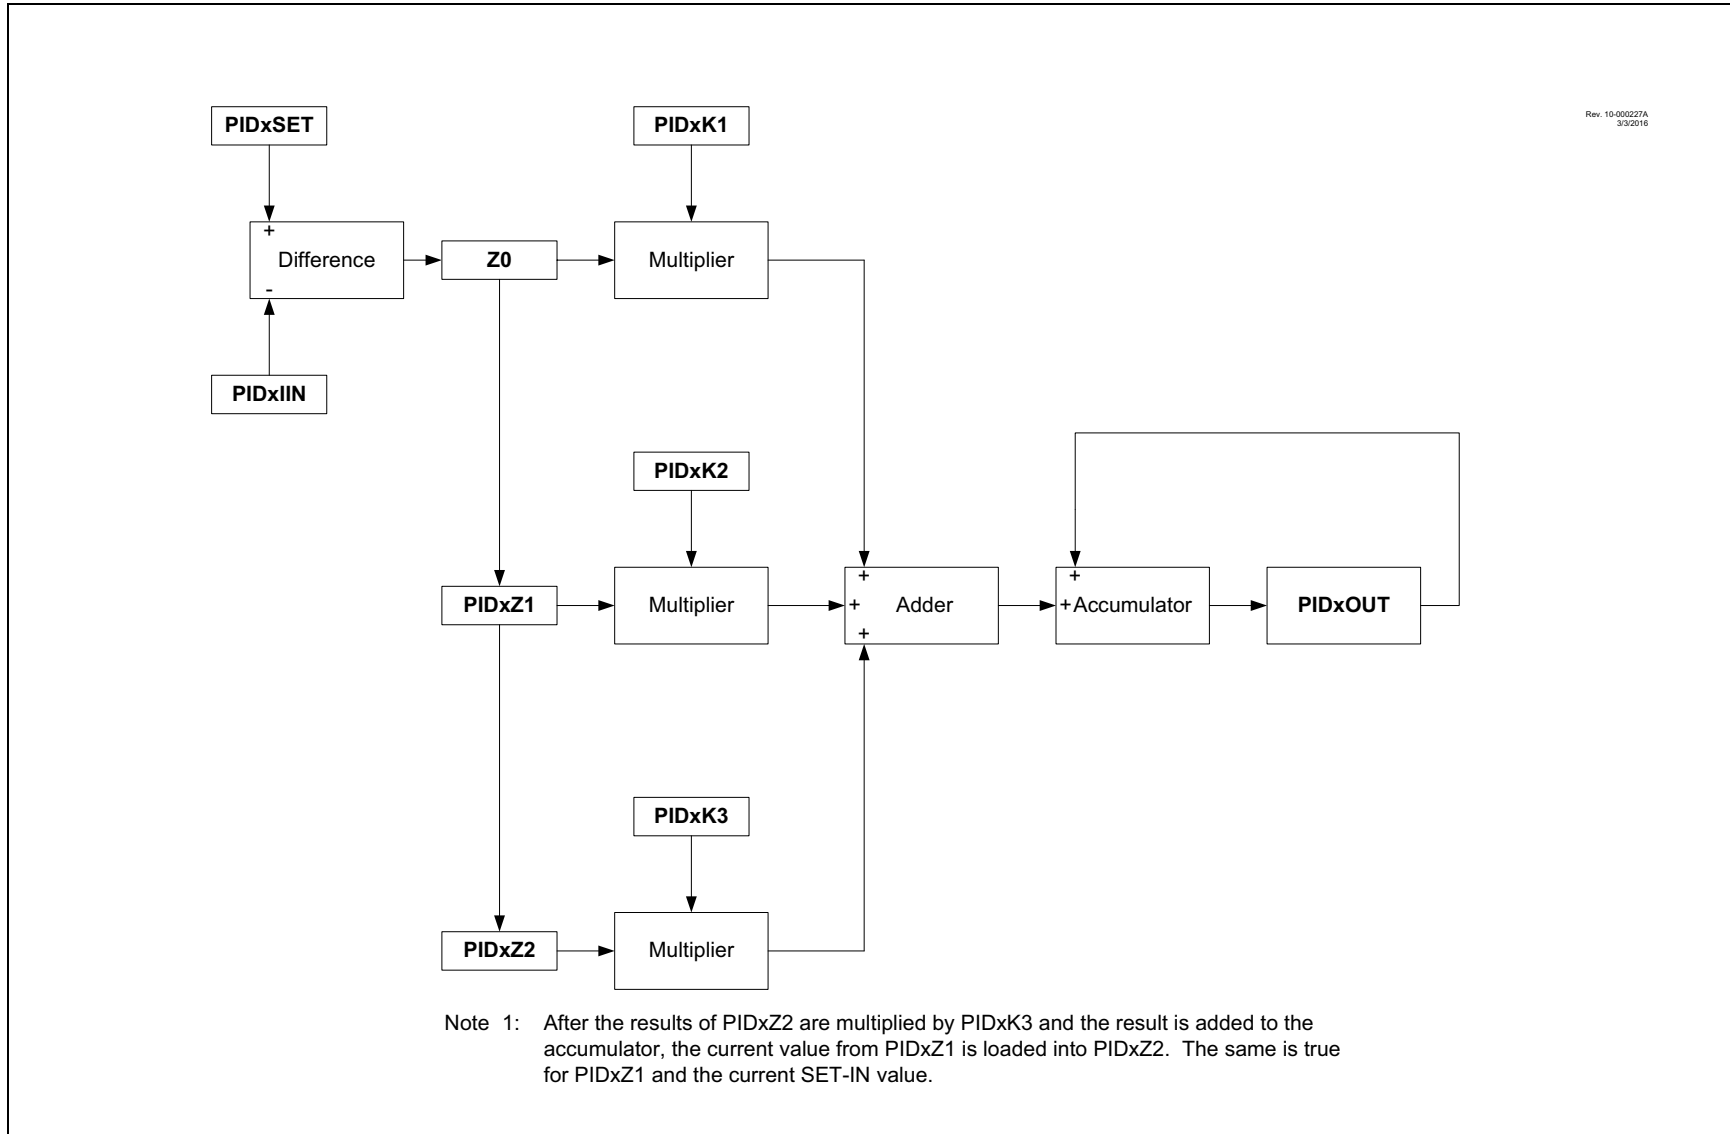 Rev. 10-000227A
3/3/2016
PIDxSET
PIDxK1
+
Difference
-
Z0
Multiplier
PIDxIIN
PIDxK2
PIDxZ1
Multiplier
+
+
+
Adder
+
+Accumulator
PIDxOUT
PIDxK3
PIDxZ2
Multiplier
Note 1: After the results of PIDxZ2 are multiplied by PIDxK3 and the result is added to the
accumulator, the current value from PIDxZ1 is loaded into PIDxZ2. The same is true
for PIDxZ1 and the current SET-IN value.